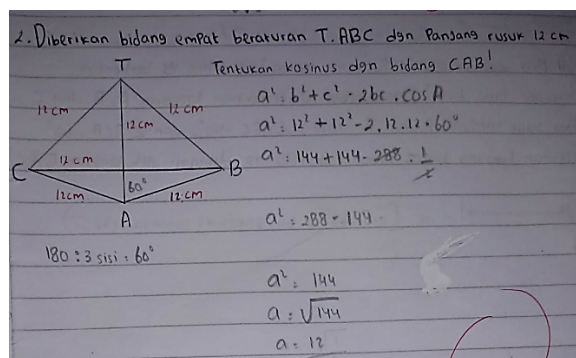 2. Diberikan bidang empat beraturan T.ABC dgn Panjang rusuk 12 cm
Tentukan kosinus dgn bidang CAB!
T
12 cm
12 cm
12 cm
12 cm
C
B
60°
12 cm
12 cm
A
180 : 3 sisi = 60°
a² = b² + c² - 2bc . cos A
a² = 12² + 12² - 2.12.12.60°
a² = 144 + 144 - 288 . 1/2
a² = 288 - 144
a² = 144
a = √144
a = 12